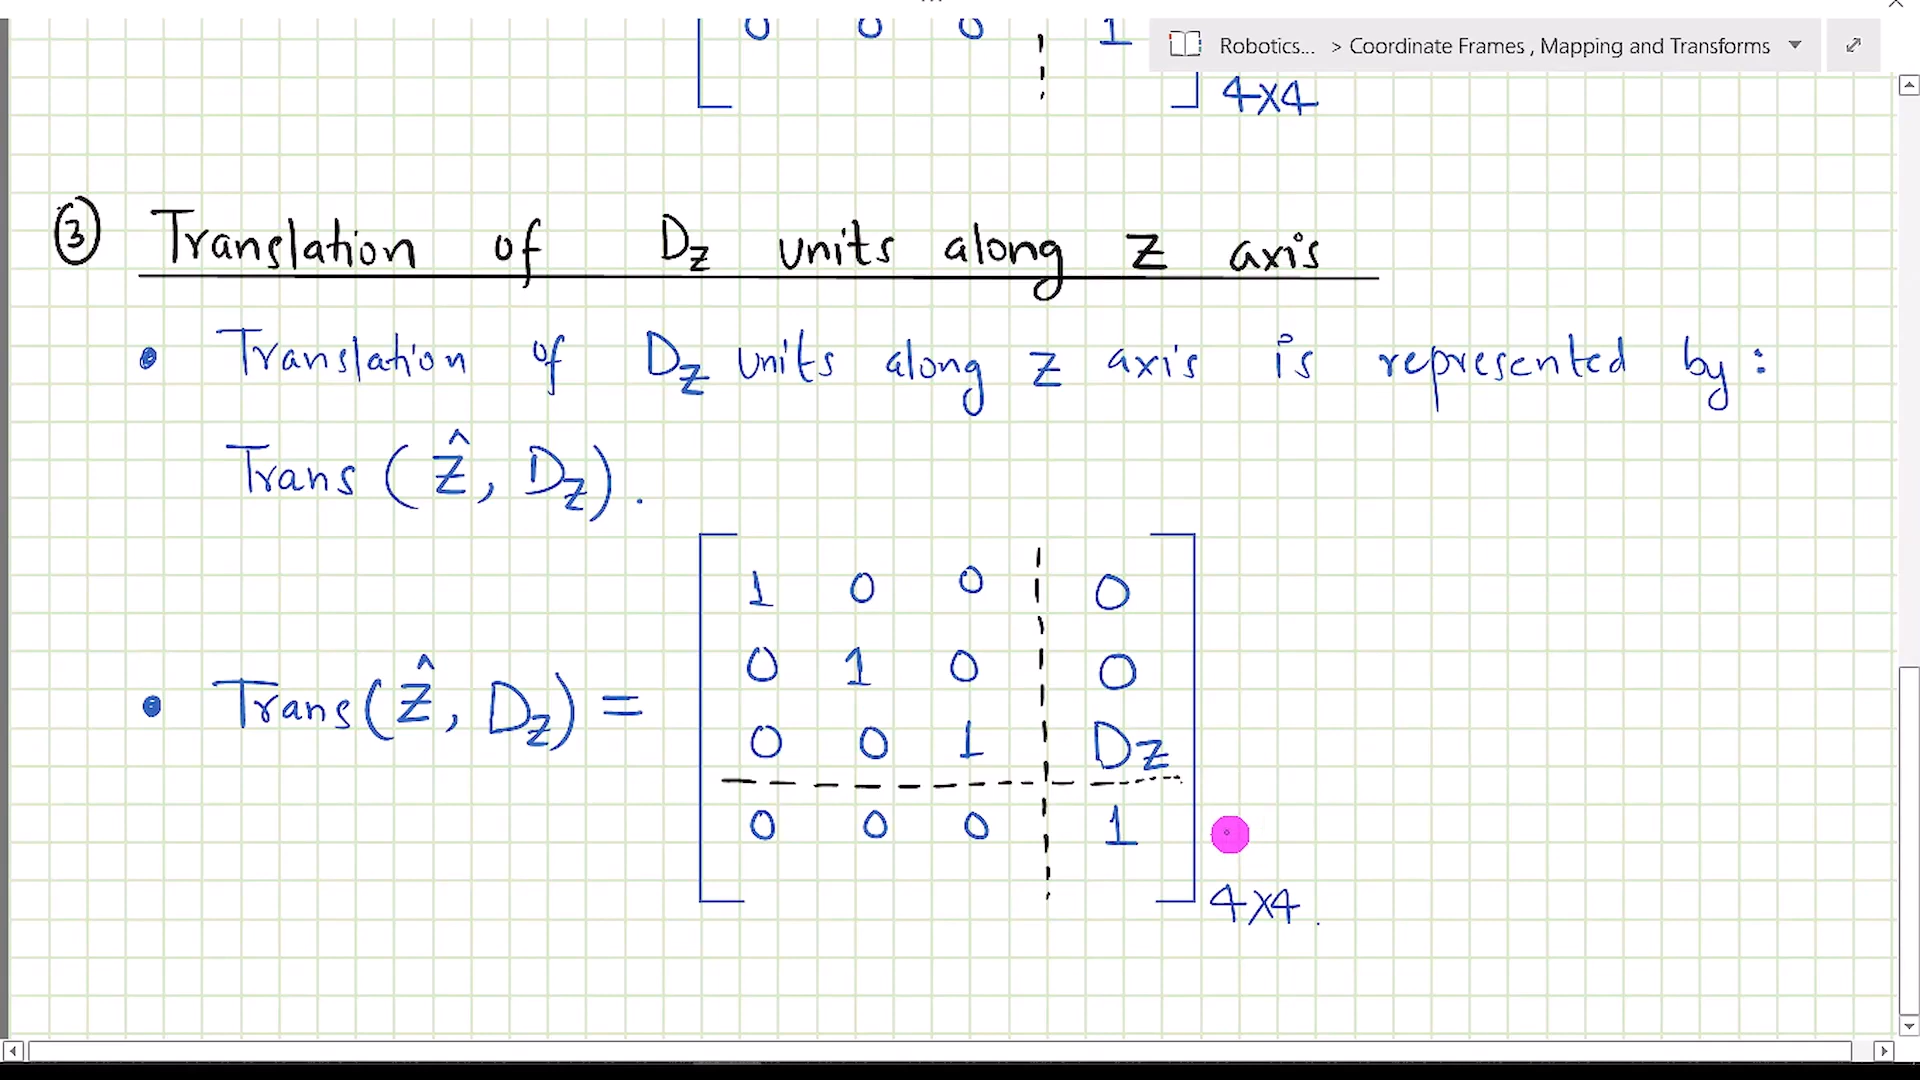 0 0 0 1
Robotics... > Coordinate Frames , Mapping and Transforms
4x4
③ Translation of Dz units along z axis
• Translation of Dz units along z axis is represented by:
Trans (ẑ, Dz).
1 0 0 0
0 1 0 0
• Trans(ẑ, Dz) =
0 0 1 Dz
0 0 0 1
4x4.